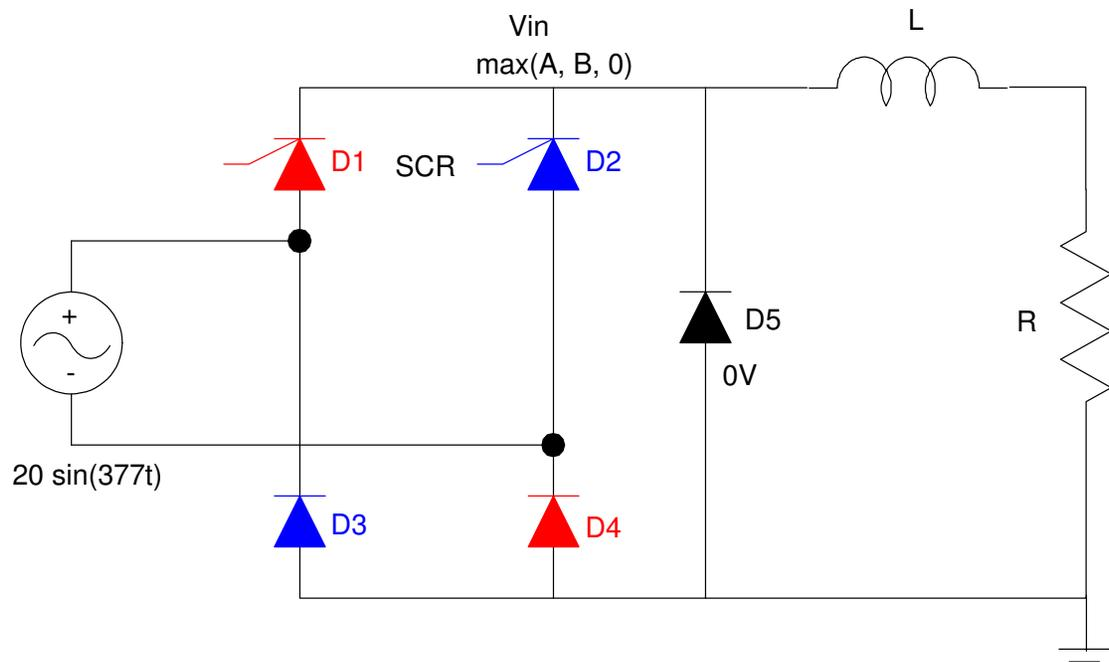 Vin
L
max(A, B, 0)
D1
SCR
D2
+
-
D5
R
0V
20 sin(377t)
D3
D4